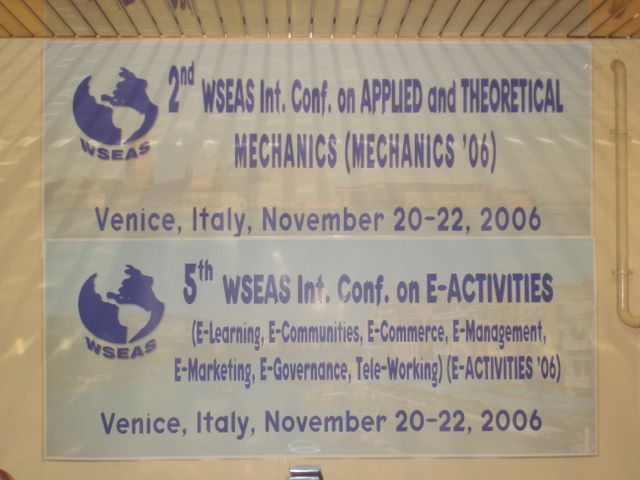 2nd WSEAS Int. Conf. on APPLIED and THEORETICAL
MECHANICS (MECHANICS '06)
WSEAS
Venice, Italy, November 20-22, 2006
5th WSEAS Int. Conf. on E-ACTIVITIES
(E-Learning, E-Communities, E-Commerce, E-Management,
WSEAS
E-Marketing, E-Governance, Tele-Working) (E-ACTIVITIES '06)
Venice, Italy, November 20-22, 2006